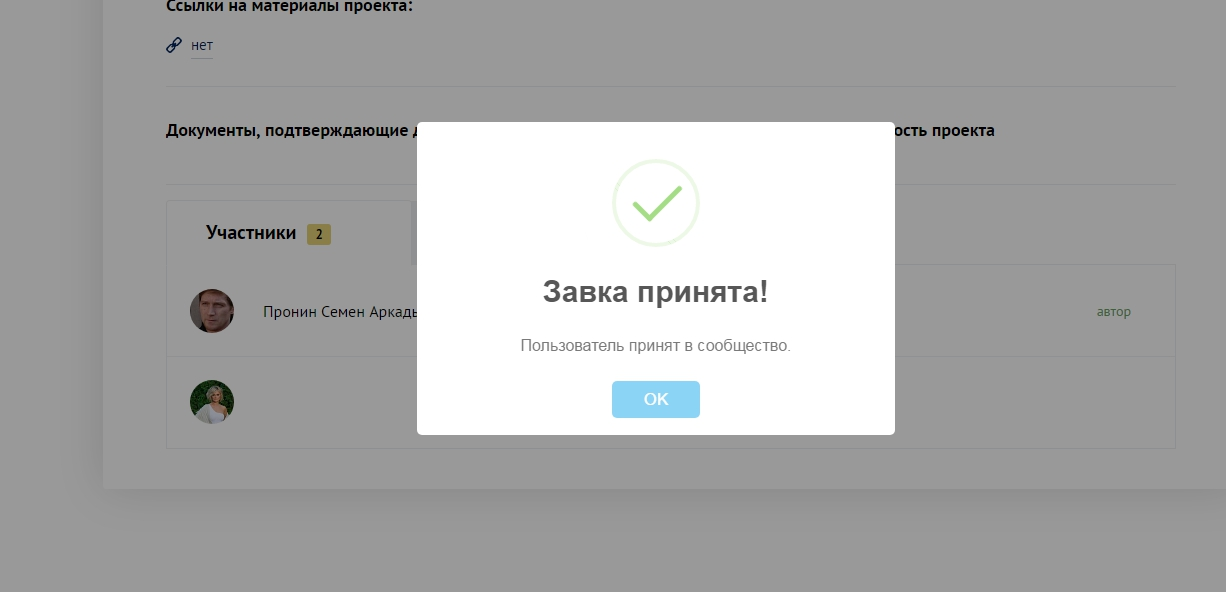 Ссылки на материалы проекта:
нет
Документы, подтверждающие
ость проекта
Завка принята!
Пользователь принят в сообщество.
OK
Участники 2
Пронин Семен Аркадь
автор